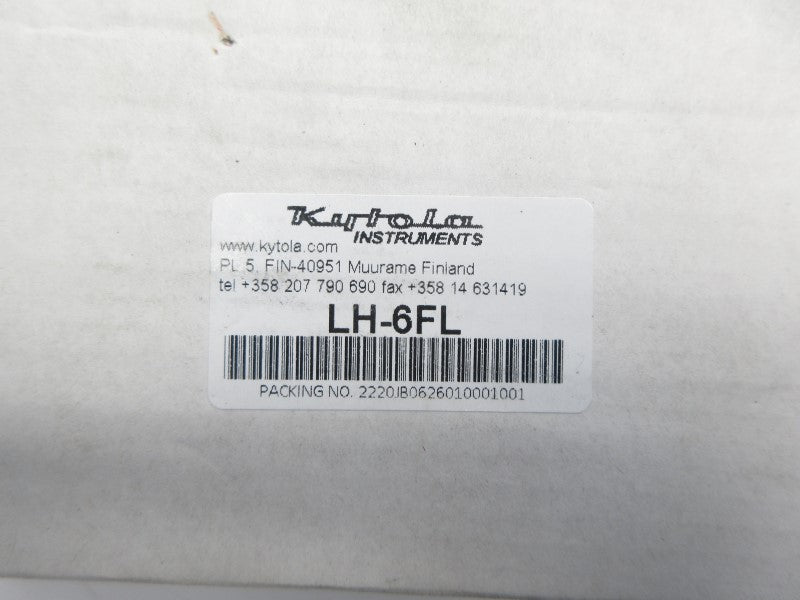 Kytola
INSTRUMENTS
www.kytola.com
PL 5, FIN-40951 Muurame Finland
tel +358 207 790 690 fax +358 14 631419
LH-6FL
PACKING NO. 2220JB0626010001001